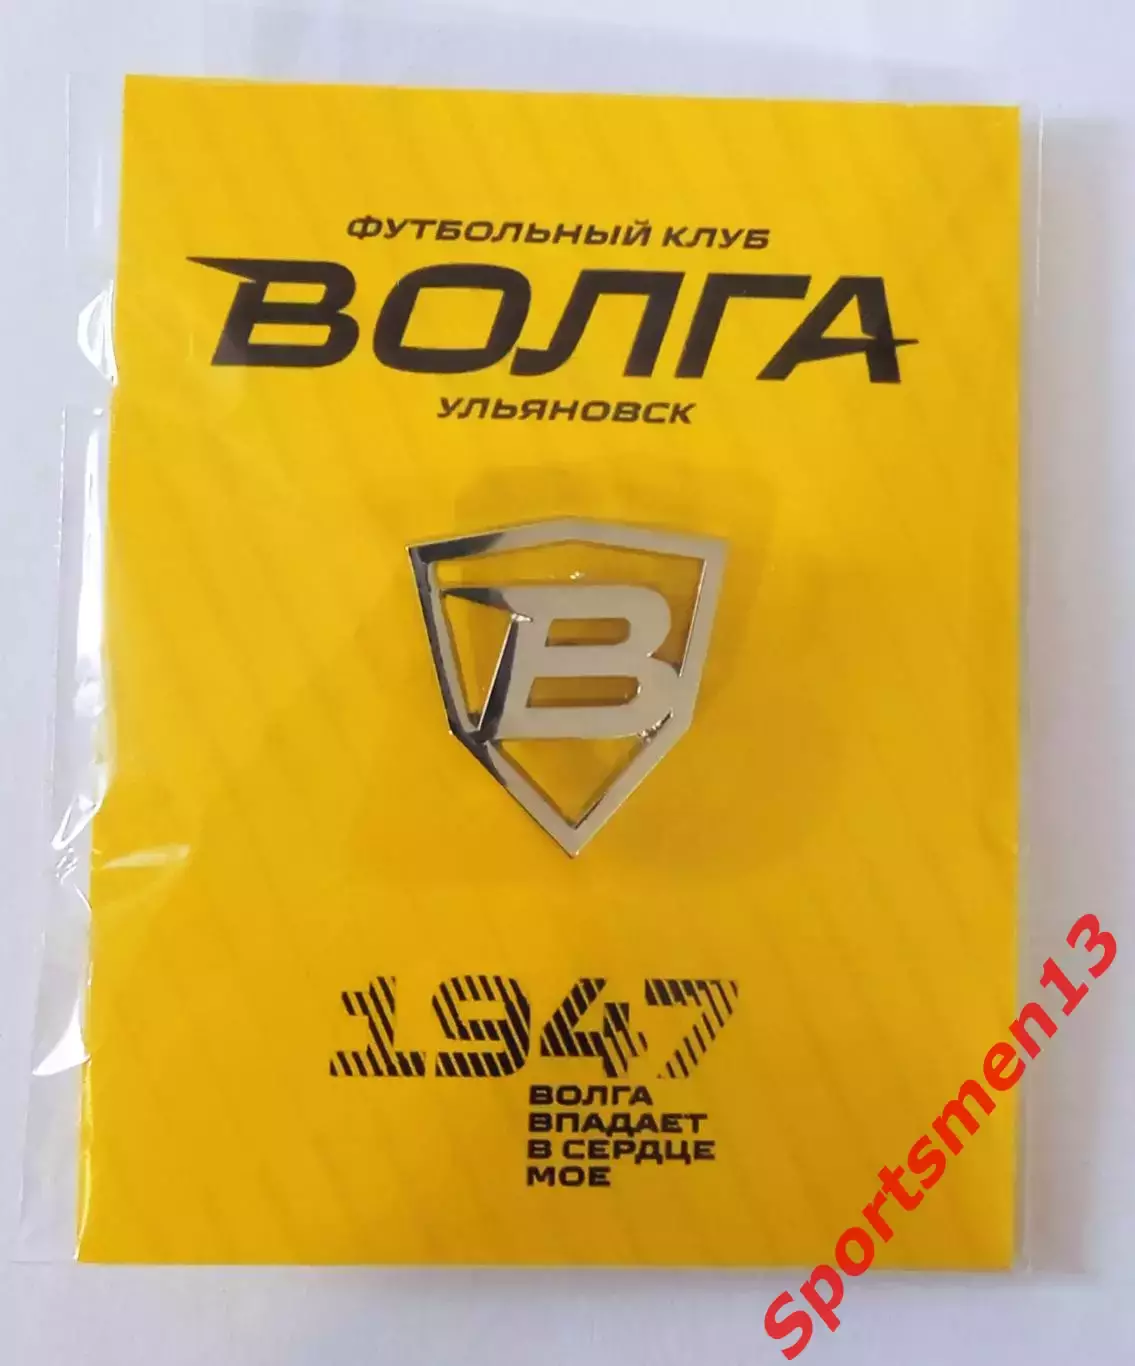 ФУТБОЛЬНЫЙ КЛУБ
ВОЛГА
УЛЬЯНОВСК
В
1947
ВОЛГА
ВПАДАЕТ
В СЕРДЦЕ
МОЕ
Sportsmen13